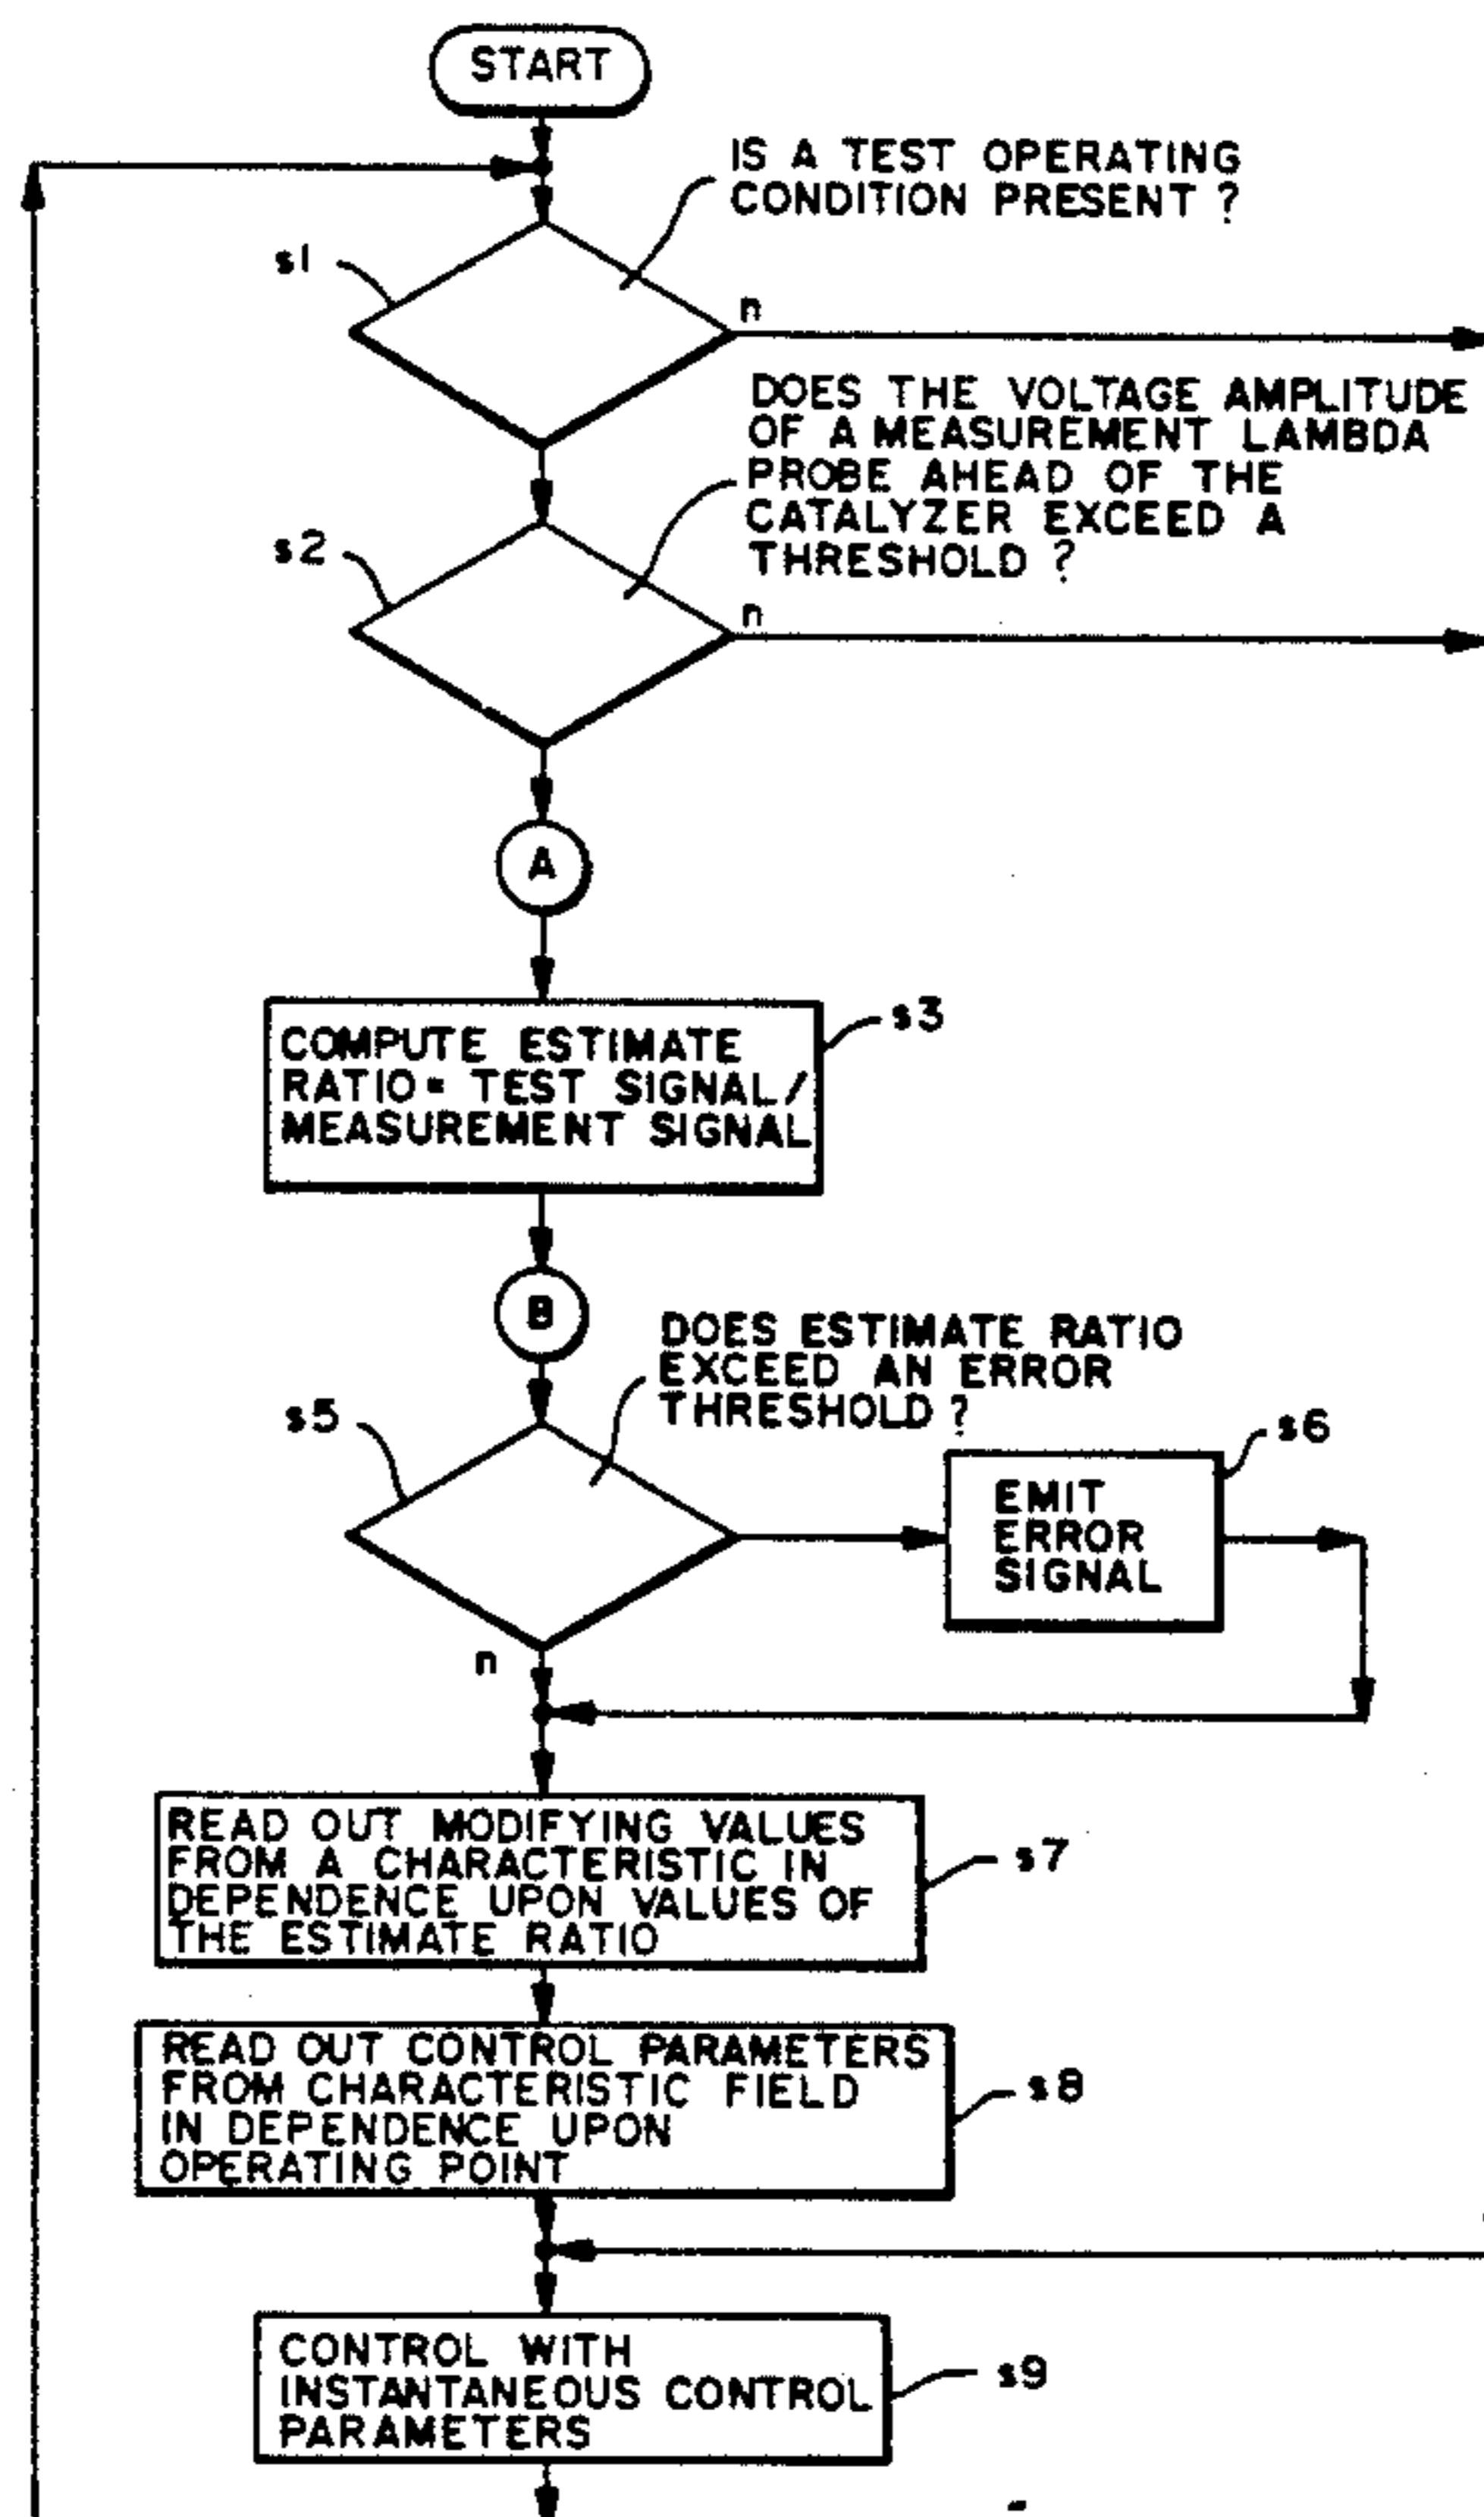 START
IS A TEST OPERATING
CONDITION PRESENT ?
s1
n
DOES THE VOLTAGE AMPLITUDE
OF A MEASUREMENT LAMBDA
PROBE AHEAD OF THE
CATALYZER EXCEED A
THRESHOLD ?
s2
n
A
s3
COMPUTE ESTIMATE
RATIO= TEST SIGNAL/
MEASUREMENT SIGNAL
B
DOES ESTIMATE RATIO
EXCEED AN ERROR
THRESHOLD ?
s5
s6
EMIT
ERROR
SIGNAL
n
READ OUT MODIFYING VALUES
FROM A CHARACTERISTIC IN
DEPENDENCE UPON VALUES OF
THE ESTIMATE RATIO
s7
READ OUT CONTROL PARAMETERS
FROM CHARACTERISTIC FIELD
IN DEPENDENCE UPON
OPERATING POINT
s8
CONTROL WITH
INSTANTANEOUS CONTROL
PARAMETERS
s9